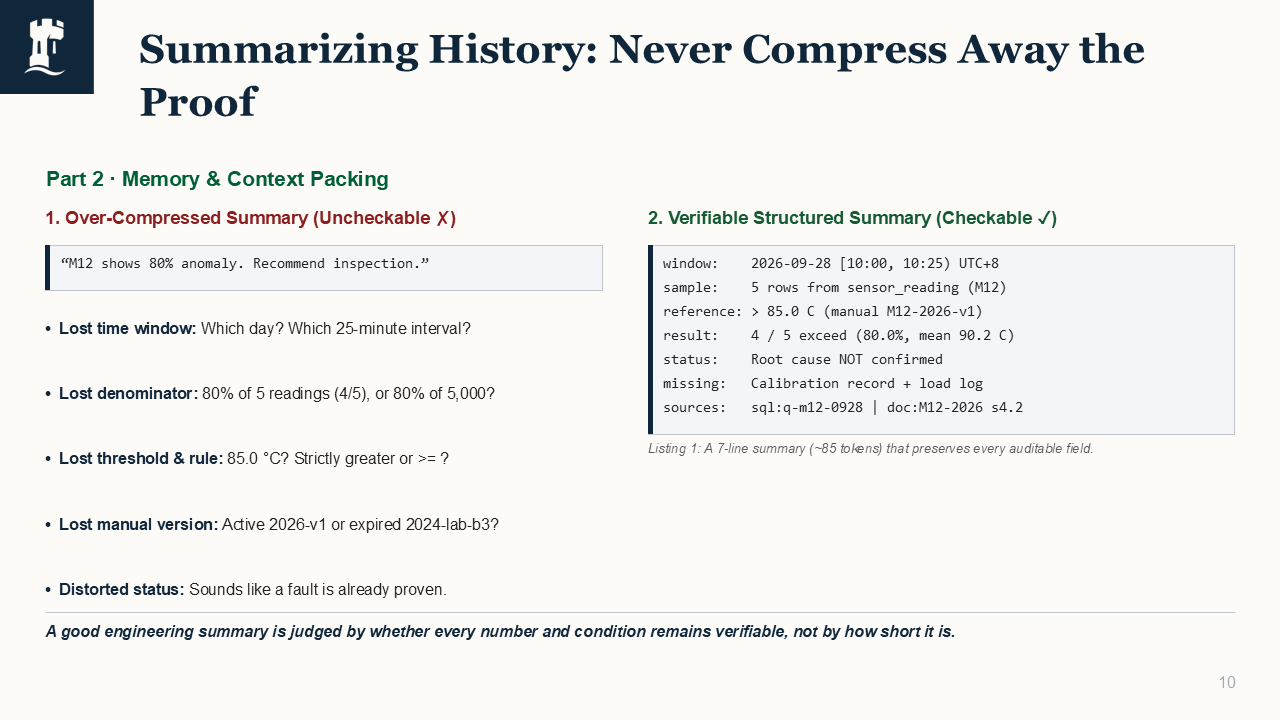 Summarizing History: Never Compress Away the
Proof
Part 2 · Memory & Context Packing
1. Over-Compressed Summary (Uncheckable ✗)
“M12 shows 80% anomaly. Recommend inspection.”
• Lost time window: Which day? Which 25-minute interval?
• Lost denominator: 80% of 5 readings (4/5), or 80% of 5,000?
• Lost threshold & rule: 85.0 °C? Strictly greater or >= ?
• Lost manual version: Active 2026-v1 or expired 2024-lab-b3?
• Distorted status: Sounds like a fault is already proven.
2. Verifiable Structured Summary (Checkable ✓)
window: 2026-09-28 [10:00, 10:25) UTC+8
sample: 5 rows from sensor_reading (M12)
reference: > 85.0 C (manual M12-2026-v1)
result: 4 / 5 exceed (80.0%, mean 90.2 C)
status: Root cause NOT confirmed
missing: Calibration record + load log
sources: sql:q-m12-0928 | doc:M12-2026 s4.2
Listing 1: A 7-line summary (~85 tokens) that preserves every auditable field.
A good engineering summary is judged by whether every number and condition remains verifiable, not by how short it is.
10